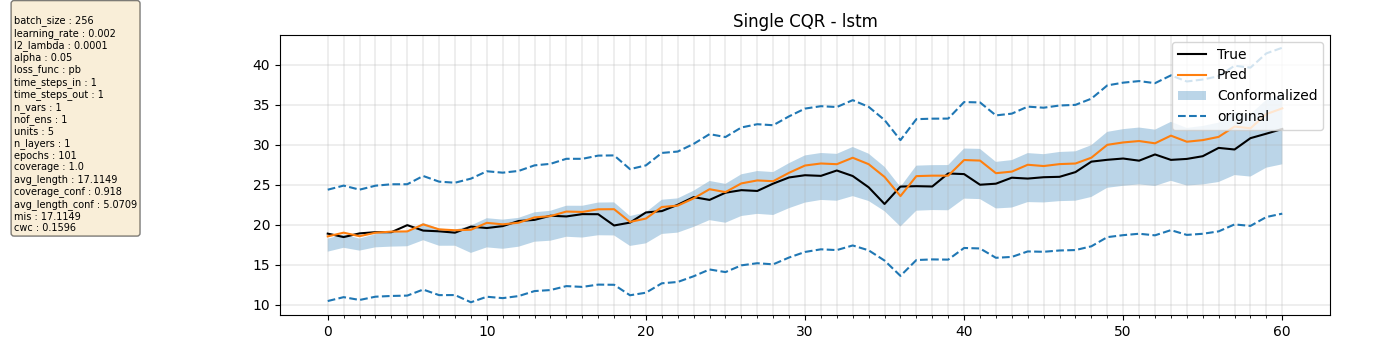 batch_size : 256
learning_rate : 0.002
l2_lambda : 0.0001
alpha : 0.05
loss_func : pb
time_steps_in : 1
time_steps_out : 1
n_vars : 1
nof_ens : 1
units : 5
n_layers : 1
epochs : 101
coverage : 1.0
avg_length : 17.1149
coverage_conf : 0.918
avg_length_conf : 5.0709
mis : 17.1149
cwc : 0.1596
Single CQR - lstm
True
Pred
Conformalized
original
40
35
30
25
20
15
10
0 10 20 30 40 50 60